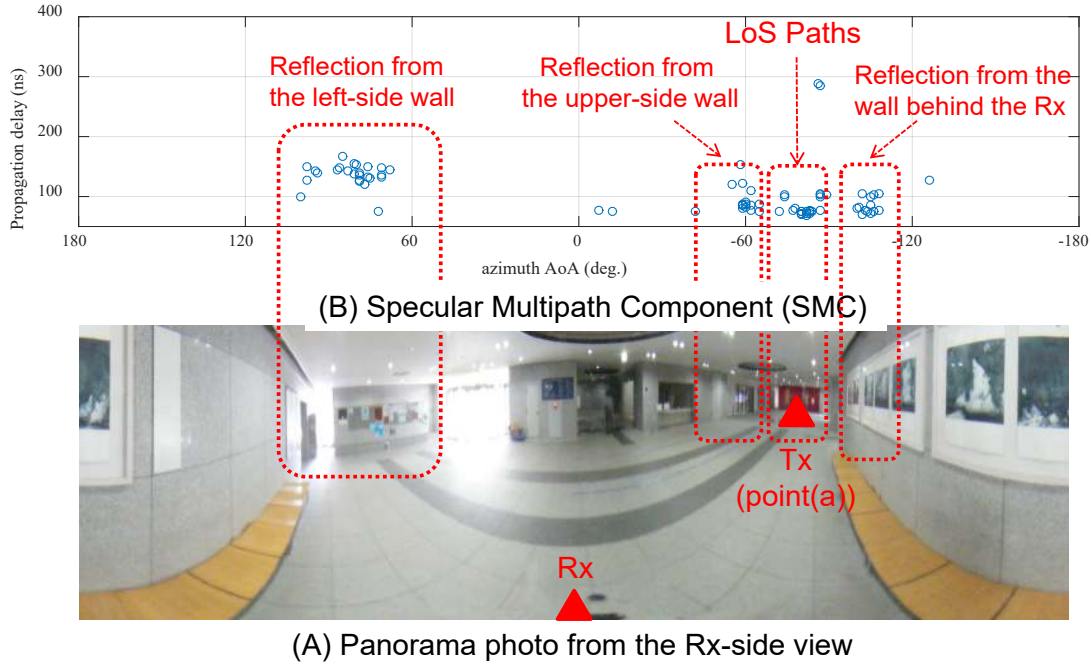 400
300
200
100
Propagation delay (ns)
LoS Paths
Reflection from
the left-side wall
Reflection from
the upper-side wall
Reflection from the
wall behind the Rx
180
120
60
0
-60
-120
-180
azimuth AoA (deg.)
(B) Specular Multipath Component (SMC)
Tx
(point(a))
Rx
(A) Panorama photo from the Rx-side view